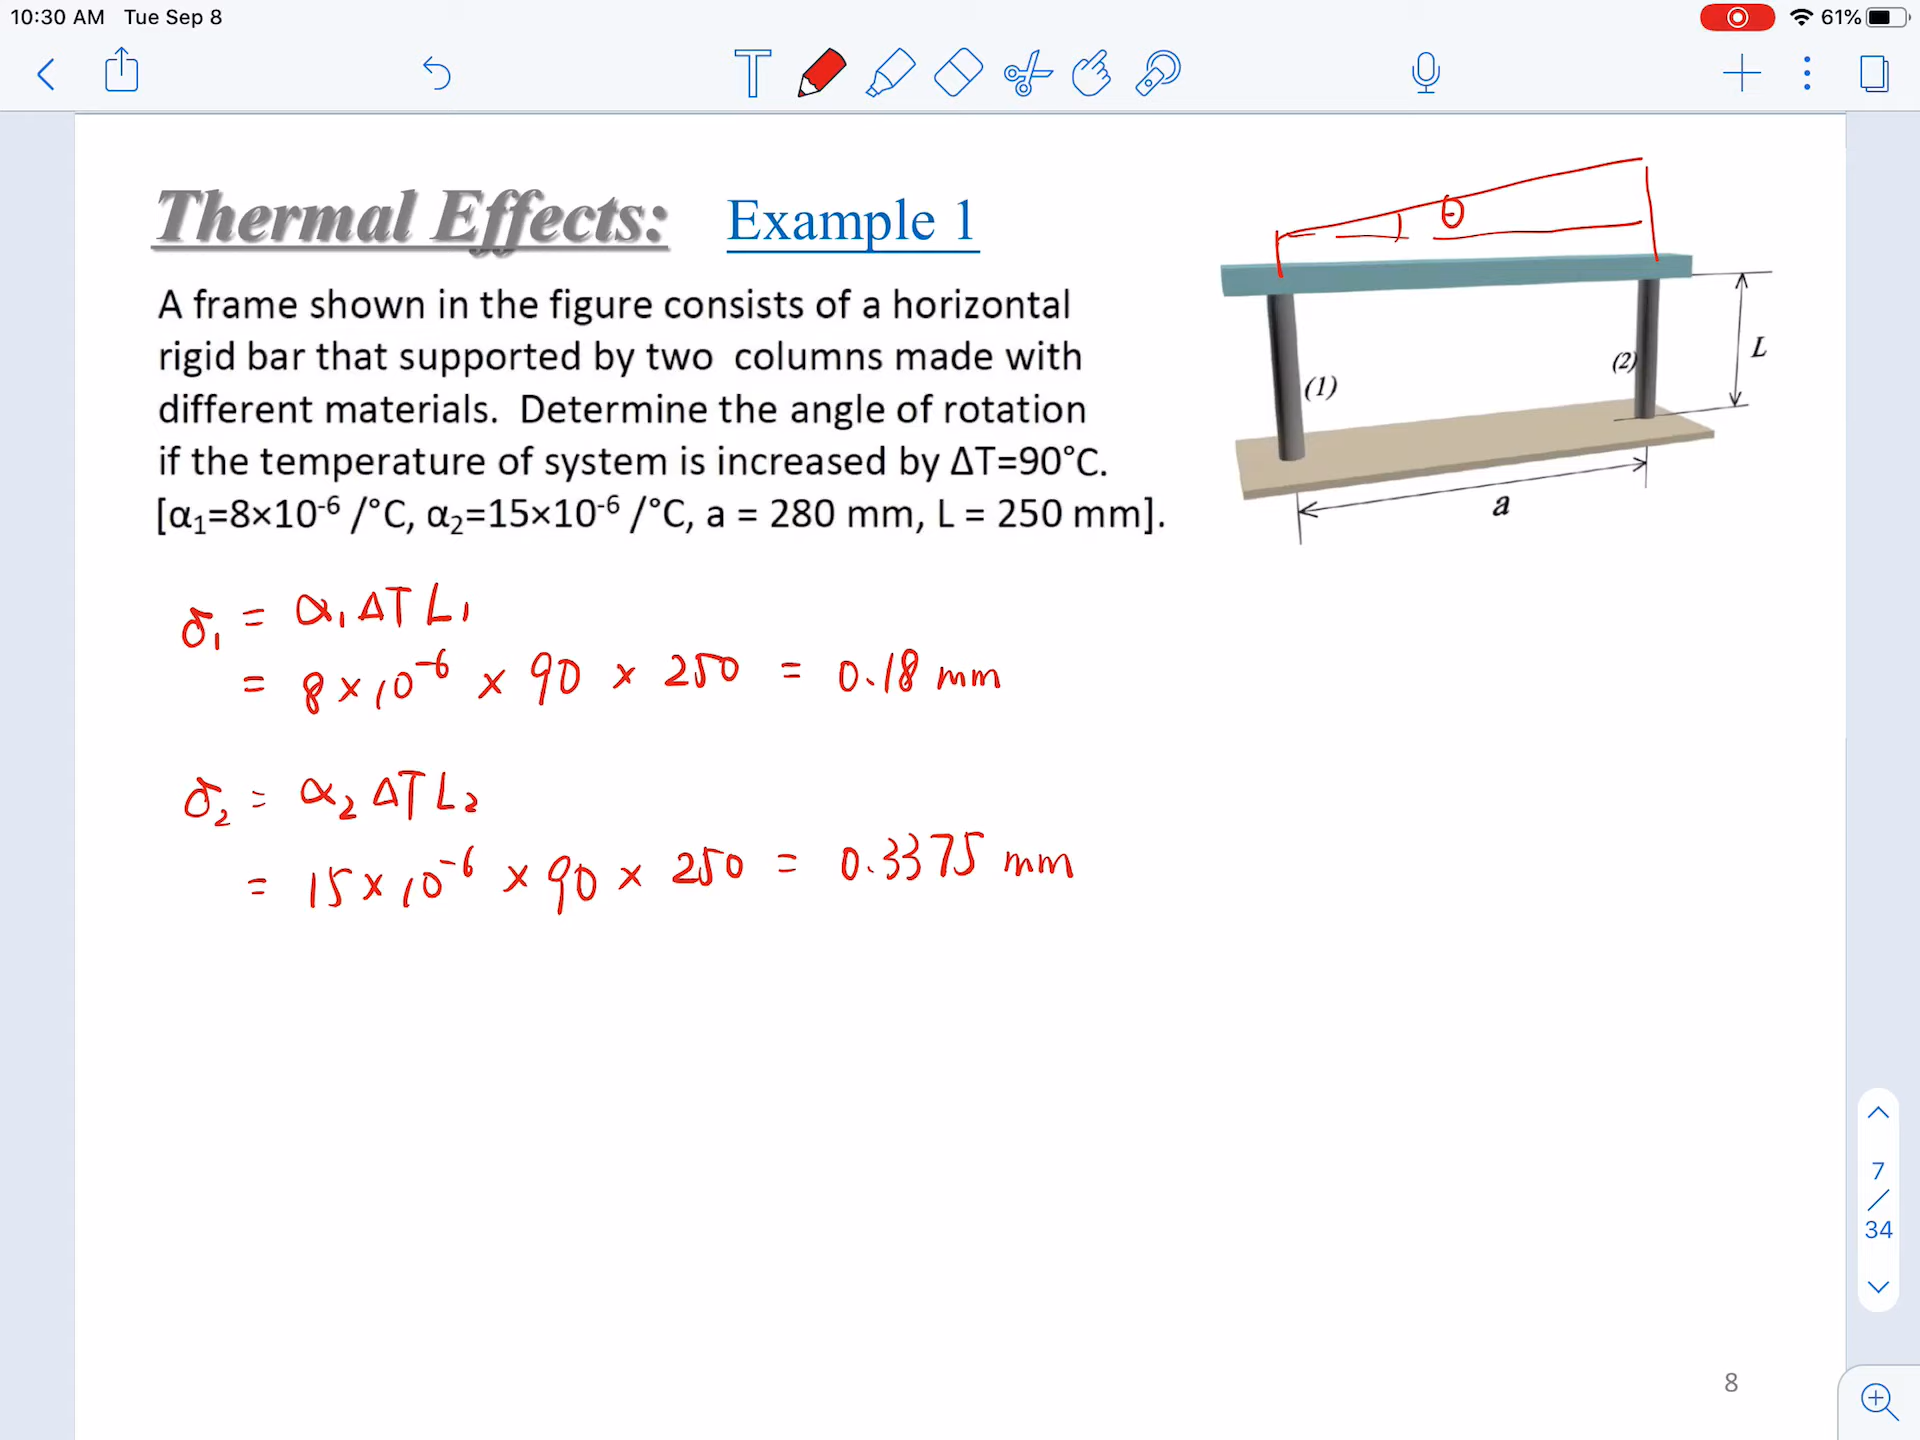 10:30 AM Tue Sep 8
61%
T
Thermal Effects: Example 1
A frame shown in the figure consists of a horizontal
rigid bar that supported by two columns made with
different materials. Determine the angle of rotation
if the temperature of system is increased by ΔT=90°C.
[α₁=8×10⁻⁶ /°C, α₂=15×10⁻⁶ /°C, a = 280 mm, L = 250 mm].
θ
(1)
(2)
L
a
δ₁ = α₁ ΔT L₁
= 8 × 10⁻⁶ × 90 × 250 = 0.18 mm
δ₂ = α₂ ΔT L₂
= 15 × 10⁻⁶ × 90 × 250 = 0.3375 mm
7
/
34
8